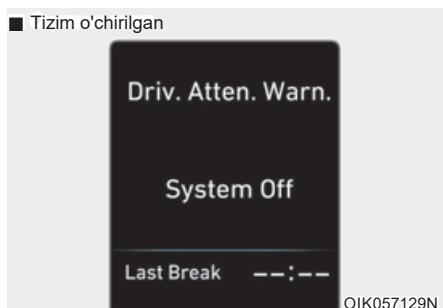 ■ Tizim o'chirilgan
Driv. Atten. Warn.
System Off
Last Break --:--
OIK057129N